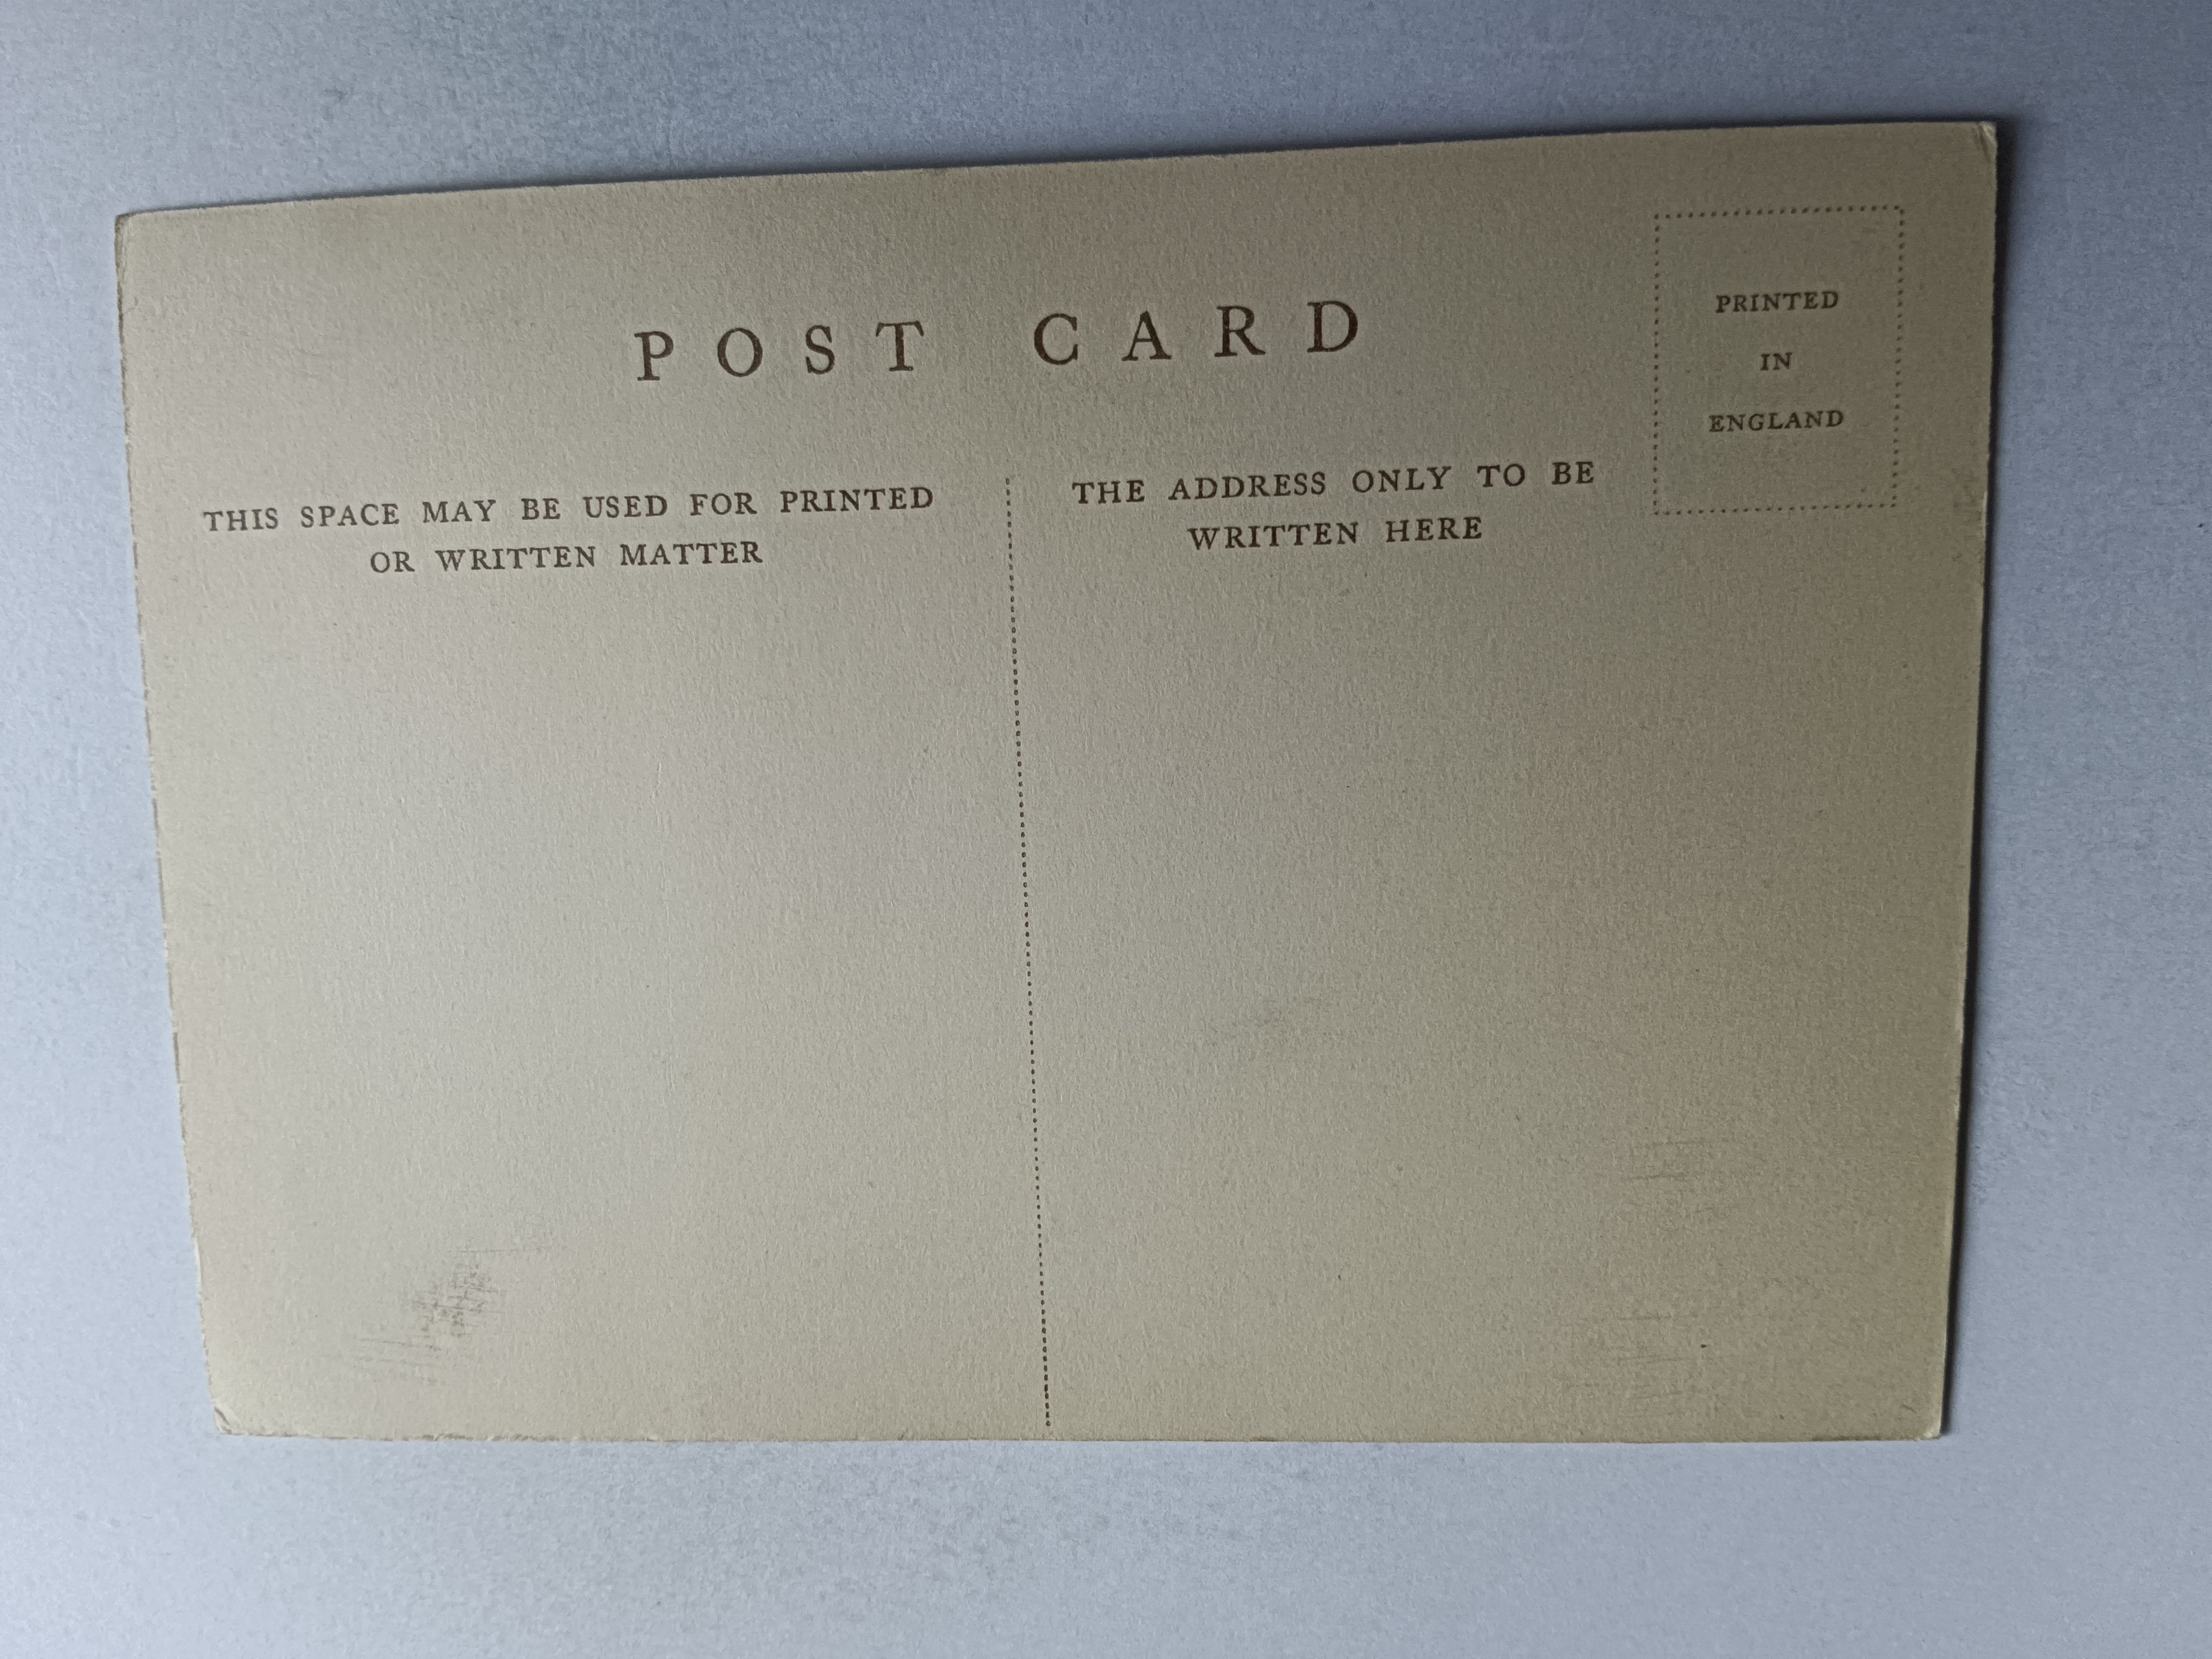 POST CARD
PRINTED
IN
ENGLAND
THIS SPACE MAY BE USED FOR PRINTED
OR WRITTEN MATTER
THE ADDRESS ONLY TO BE
WRITTEN HERE